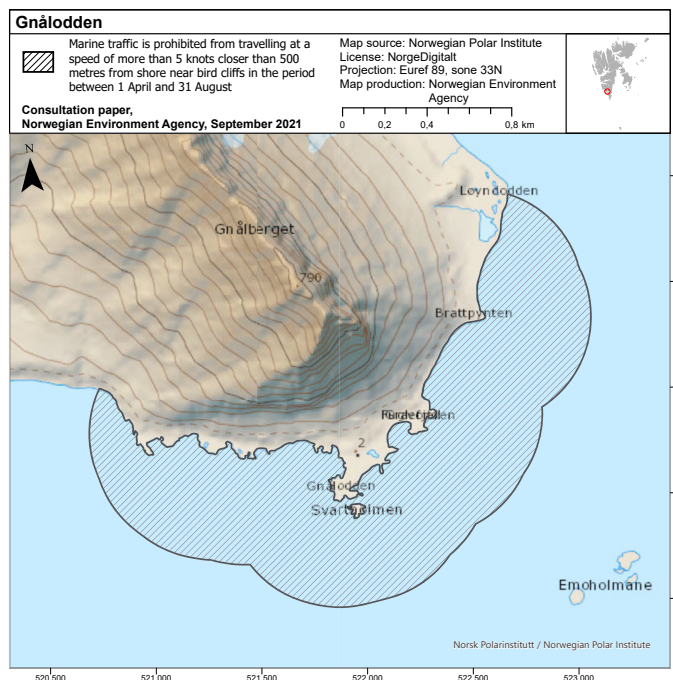 Gnålodden
Marine traffic is prohibited from travelling at a
speed of more than 5 knots closer than 500
metres from shore near bird cliffs in the period
between 1 April and 31 August
Consultation paper,
Norwegian Environment Agency, September 2021
Map source: Norwegian Polar Institute
License: NorgeDigitalt
Projection: Euref 89, sone 33N
Map production: Norwegian Environment
Agency
0 0,2 0,4 0,8 km
N
Løyndodden
Gnålberget
790
Brattpynten
2
Gnålodden
Svartholmen
Emoholmane
Norsk Polarinstitutt / Norwegian Polar Institute
520 500 521 000 521 500 522 000 522 500 523 000